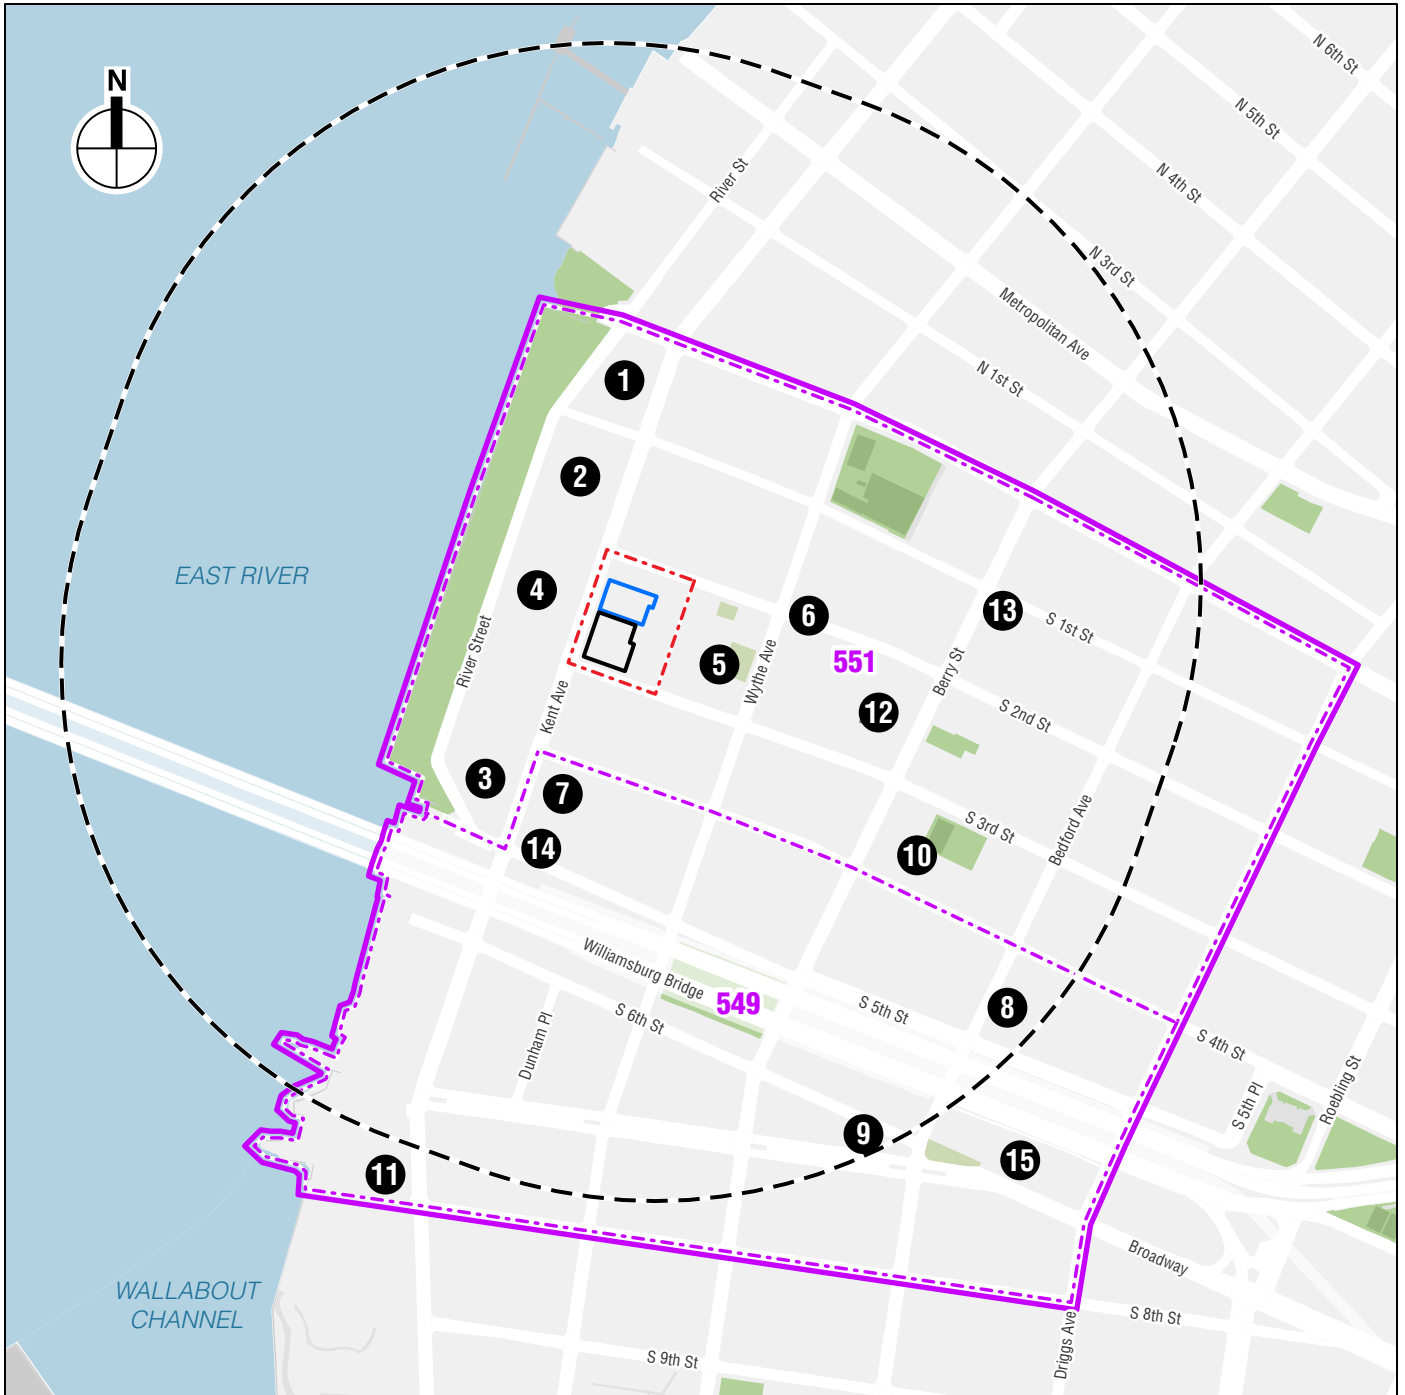 N
N 6th St
N 5th St
N 4th St
River St
N 3rd St
Metropolitan Ave
N 1st St
1
2
EAST RIVER
4
6
13
S 1st St
River Street
5
Wythe Ave
551
Berry St
Kent Ave
12
S 2nd St
3
7
S 3rd St
Bedford Ave
14
10
Williamsburg Bridge
549
8
S 5th St
S 6th St
Dunham Pl
S 4th St
Roebling St
S 5th Pl
9
15
11
Broadway
WALLABOUT
CHANNEL
S 8th St
Driggs Ave
S 9th St